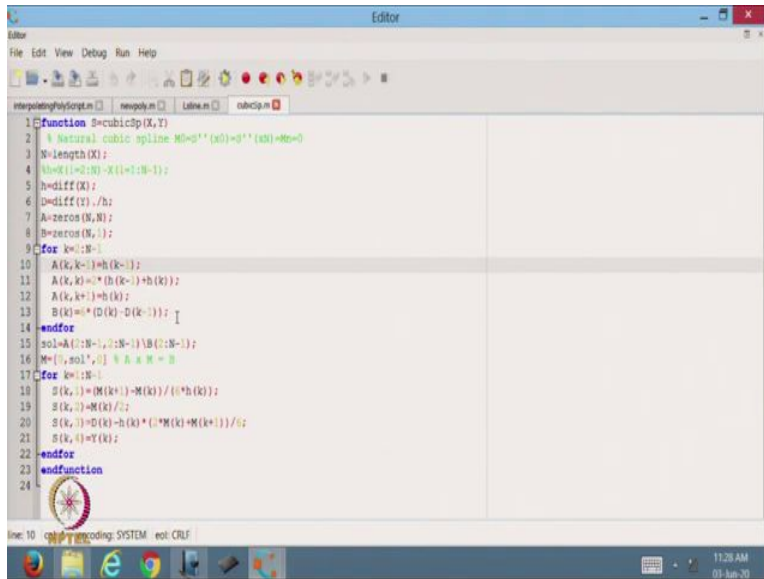 Editor
Editor
File Edit View Debug Run Help
interpolatingPolyScript.m newpoly.m cubicSp.m
1 function S=cubicSp(X,Y)
2 % Natural cubic spline M0=S''(x0)=S''(xN)=Mn=0
3 N=length(X);
4 %h=X(i=2:N)-X(i=1:N-1);
5 h=diff(X);
6 D=diff(Y)./h;
7 A=zeros(N,N);
8 B=zeros(N,1);
9 for k=2:N-1
10 A(k,k-1)=h(k-1);
11 A(k,k)=2*(h(k-1)+h(k));
12 A(k,k+1)=h(k);
13 B(k)=6*(D(k)-D(k-1));
14 endfor
15 sol=A(2:N-1,2:N-1)\B(2:N-1);
16 M=[0,sol',0] % A x M = B
17 for k=1:N-1
18 S(k,1)=(M(k+1)-M(k))/(6*h(k));
19 S(k,2)=M(k)/2;
20 S(k,3)=D(k)-h(k)*(2*M(k)+M(k+1))/6;
21 S(k,4)=Y(k);
22 endfor
23 endfunction
24
NPTEL
line: 10 encoding: SYSTEM eol: CRLF
11:28 AM
03-Jun-20